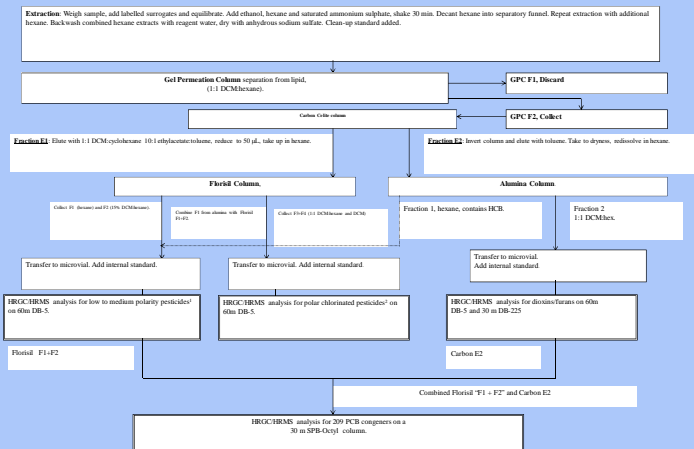 Extraction: Weigh sample, add labelled surrogates and equilibrate. Add ethanol, hexane and saturated ammonium sulphate, shake 30 min. Decant hexane into separatory funnel. Repeat extraction with additional
hexane. Backwash combined hexane extracts with reagent water, dry with anhydrous sodium sulfate. Clean-up standard added.
Gel Permeation Column separation from lipid,
(1:1 DCM:hexane).
GPC F1, Discard
Carbon Celite column
GPC F2, Collect
Fraction E1: Elute with 1:1 DCM:cyclohexane 10:1 ethylacetate:toluene, reduce to 50 µL, take up in hexane.
Fraction E2: Invert column and elute with toluene. Take to dryness, redissolve in hexane.
Florisil Column,
Alumina Column.
Collect F1 (hexane) and F2 (15% DCM:hexane).
Combine F1 from alumina with Florisil
F1+F2.
Collect F3+F4 (1:1 DCM:hexane and DCM)
Fraction 1, hexane, contains HCB.
Fraction 2
1:1 DCM:hex.
Transfer to microvial. Add internal standard.
Transfer to microvial. Add internal standard.
Transfer to microvial.
Add internal standard
HRGC/HRMS analysis for low to medium polarity pesticides¹
on 60m DB-5.
HRGC/HRMS analysis for polar chlorinated pesticides² on
60m DB-5.
HRGC/HRMS analysis for dioxins/furans on 60m
DB-5 and 30 m DB-225
Florisil F1+F2
Carbon E2
Combined Florisil "F1 + F2" and Carbon E2
HRGC/HRMS analysis for 209 PCB congeners on a
30 m SPB-Octyl column.